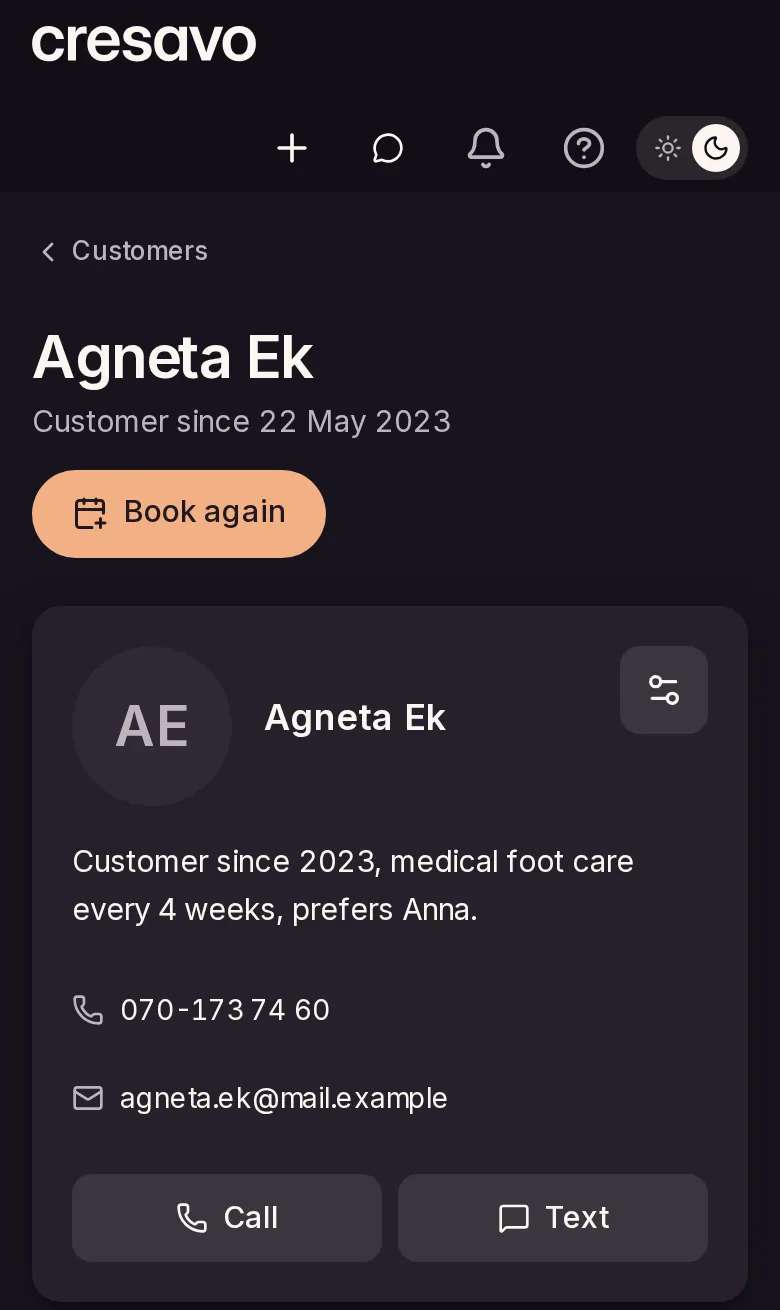 cresavo
Customers
Agneta Ek
Customer since 22 May 2023
Book again
AE
Agneta Ek
Customer since 2023, medical foot care
every 4 weeks, prefers Anna.
070-173 74 60
agneta.ek@mail.example
Call
Text